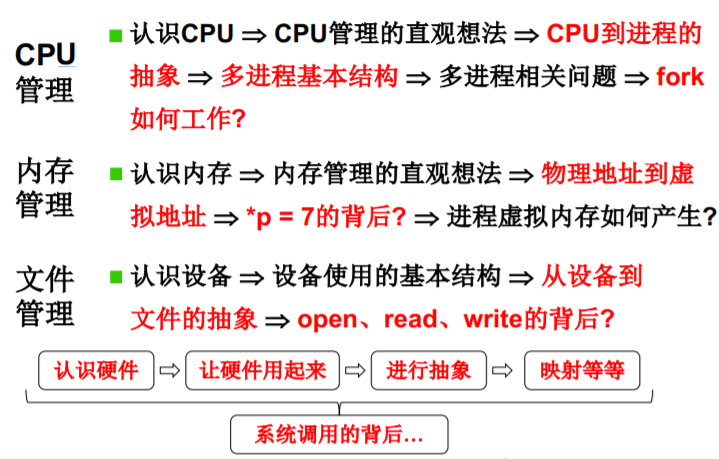 CPU
管理
认识CPU ⇒ CPU管理的直观想法 ⇒ CPU到进程的
抽象 ⇒ 多进程基本结构 ⇒ 多进程相关问题 ⇒ fork
如何工作?
内存
管理
认识内存 ⇒ 内存管理的直观想法 ⇒ 物理地址到虚
拟地址 ⇒ *p = 7的背后? ⇒ 进程虚拟内存如何产生?
文件
管理
认识设备 ⇒ 设备使用的基本结构 ⇒ 从设备到
文件的抽象 ⇒ open、read、write的背后?
认识硬件 ⇨ 让硬件用起来 ⇨ 进行抽象 ⇨ 映射等等
系统调用的背后...